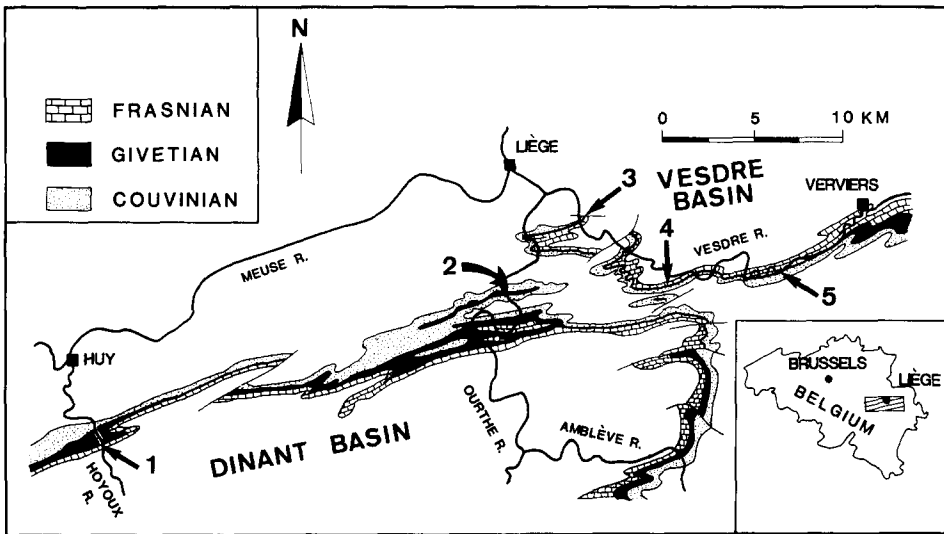 FRASNIAN
GIVETIAN
COUVINIAN
N
0 5 10 KM
LIÈGE
3
VESDRE
BASIN
VERVIERS
4
VESDRE R.
MEUSE R.
2
5
HUY
BRUSSELS
LIÈGE
BELGIUM
OURTHE R.
AMBLÈVE R.
DINANT BASIN
1
HOYOUX
R.